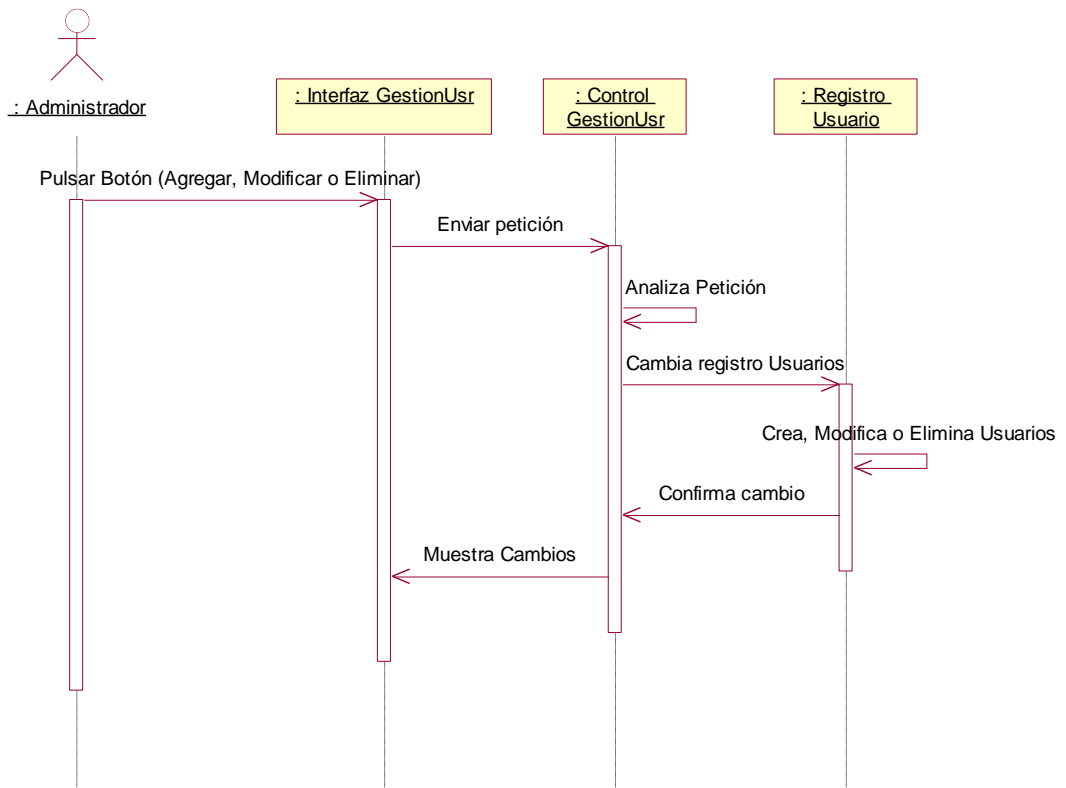 : Administrador
: Interfaz GestionUsr
: Control
GestionUsr
: Registro
Usuario
Pulsar Botón (Agregar, Modificar o Eliminar)
Enviar petición
Analiza Petición
Cambia registro Usuarios
Crea, Modifica o Elimina Usuarios
Confirma cambio
Muestra Cambios